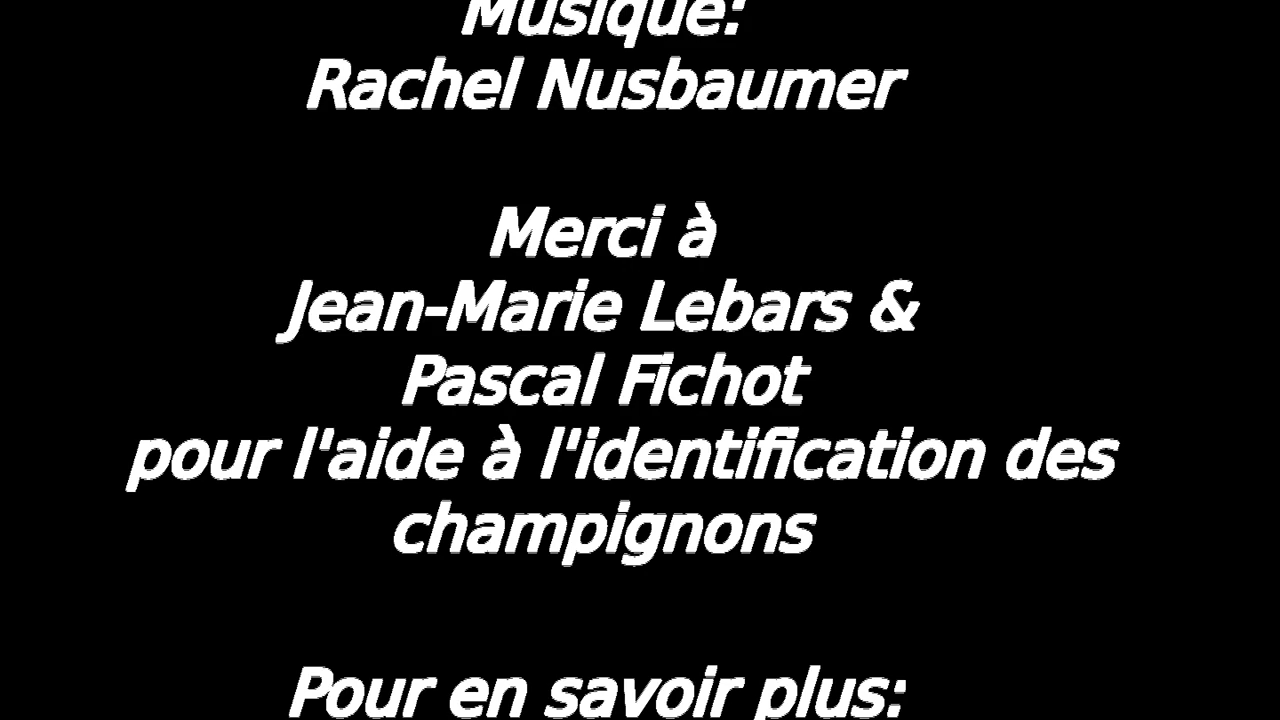 Musique:
Rachel Nusbaumer
Merci à
Jean-Marie Lebars &
Pascal Fichot
pour l'aide à l'identification des
champignons
Pour en savoir plus: